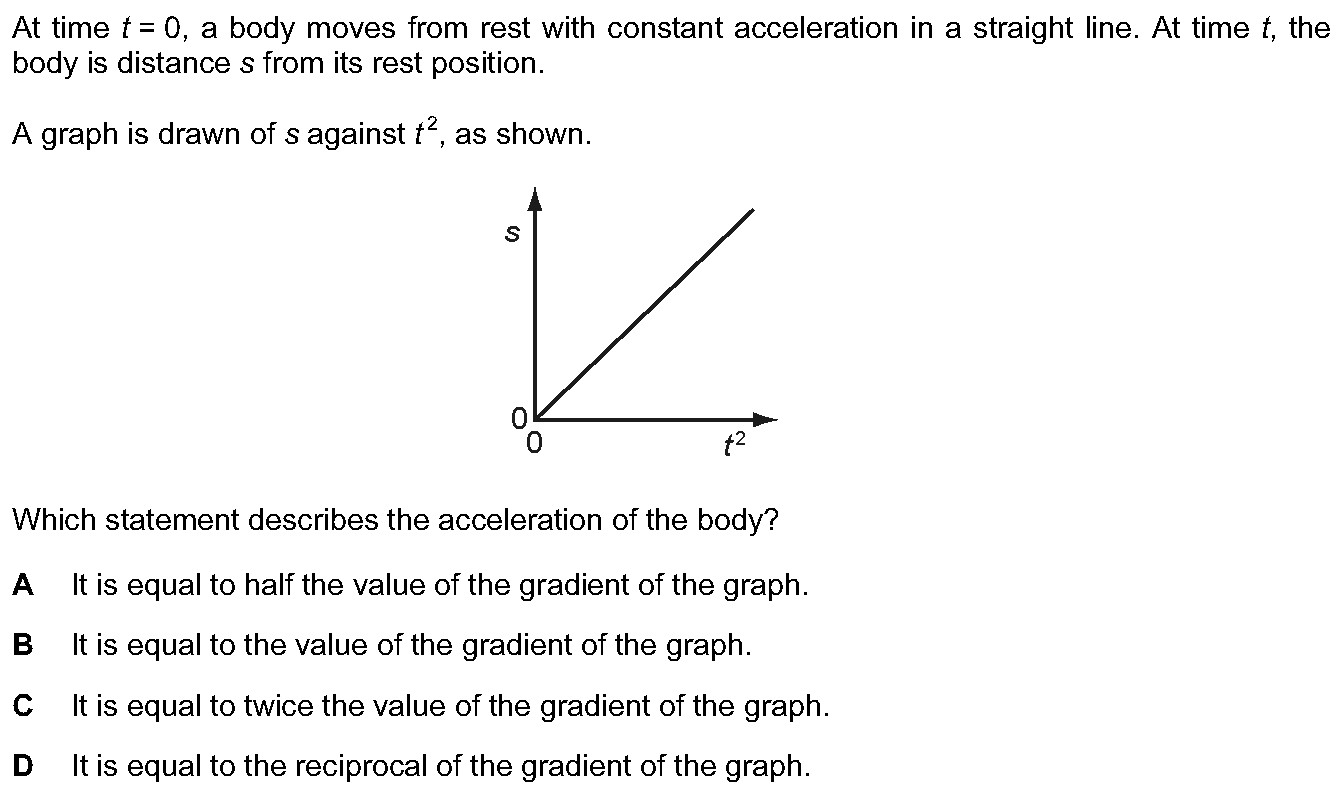 At time t = 0, a body moves from rest with constant acceleration in a straight line. At time t, the
body is distance s from its rest position.
A graph is drawn of s against t², as shown.
s
0
0
t²
Which statement describes the acceleration of the body?
A It is equal to half the value of the gradient of the graph.
B It is equal to the value of the gradient of the graph.
C It is equal to twice the value of the gradient of the graph.
D It is equal to the reciprocal of the gradient of the graph.